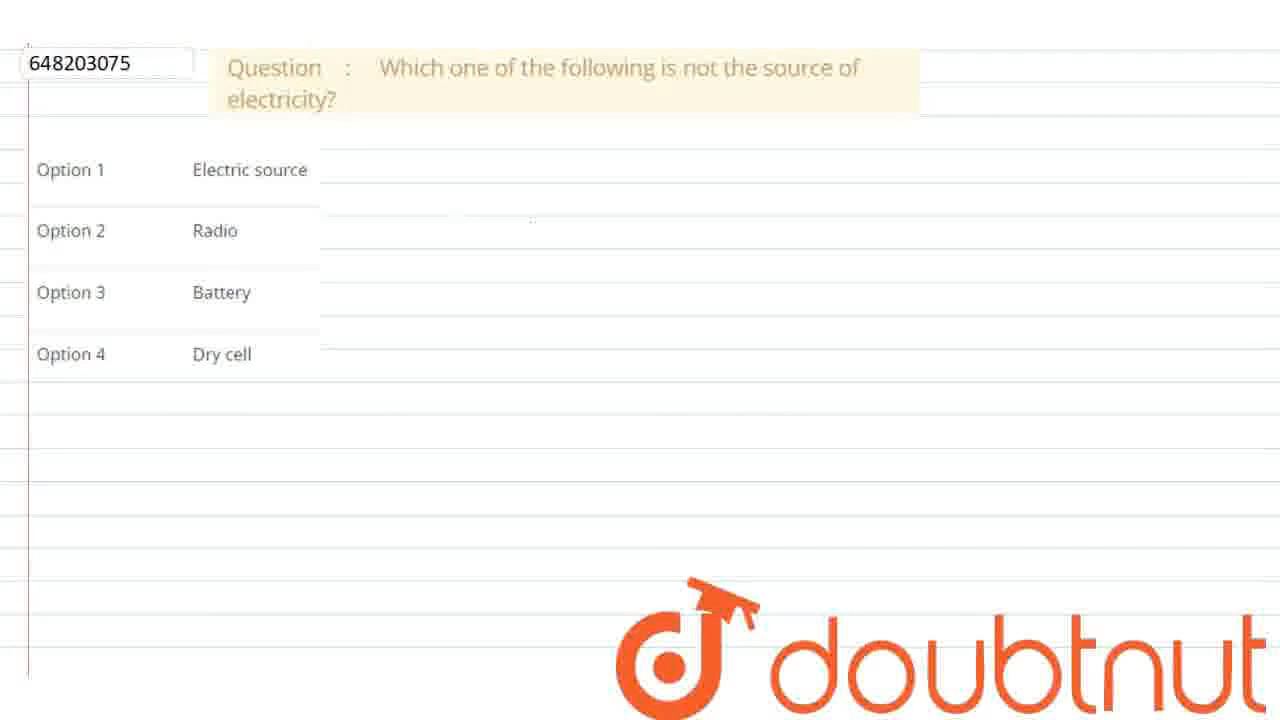 648203075
Question : Which one of the following is not the source of
electricity?
Option 1 Electric source
Option 2 Radio
Option 3 Battery
Option 4 Dry cell
doubtnut